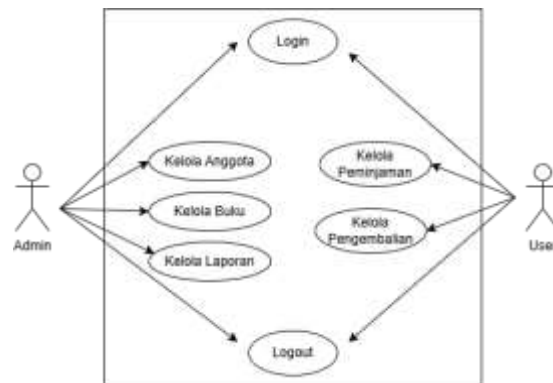 Login
Kelola Anggota
Kelola
Peminjaman
Kelola Buku
Kelola
Pengembalian
Kelola Laporan
Admin
User
Logout